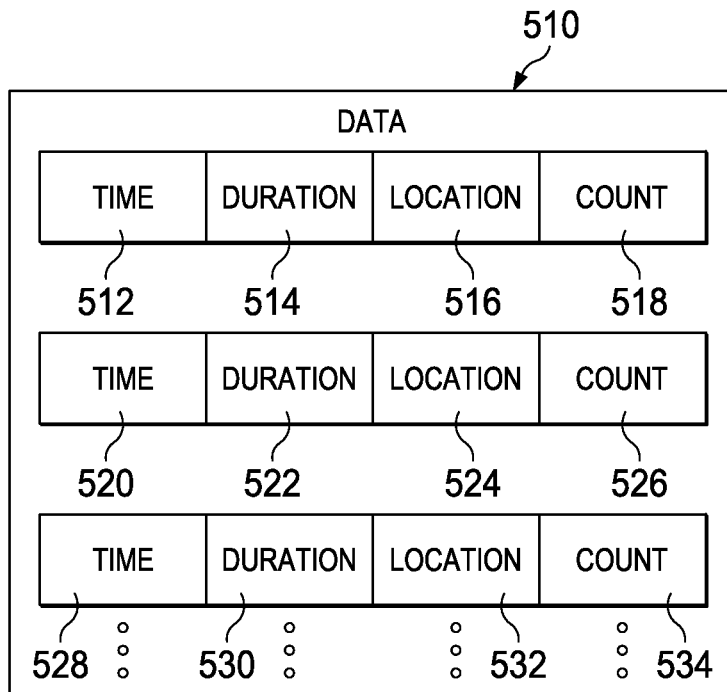 510
DATA
TIME DURATION LOCATION COUNT
512 514 516 518
TIME DURATION LOCATION COUNT
520 522 524 526
TIME DURATION LOCATION COUNT
528 530 532 534